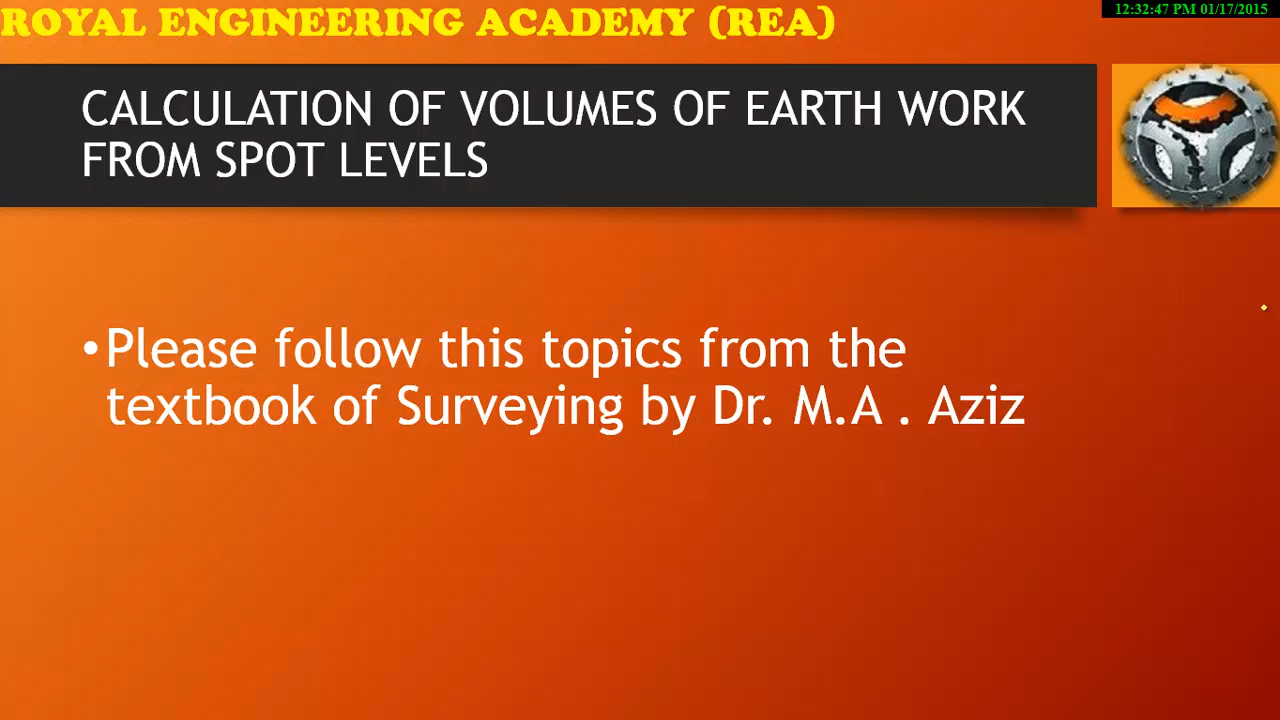 ROYAL ENGINEERING ACADEMY (REA)
12:32:47 PM 01/17/2015
CALCULATION OF VOLUMES OF EARTH WORK
FROM SPOT LEVELS
•Please follow this topics from the
textbook of Surveying by Dr. M.A . Aziz